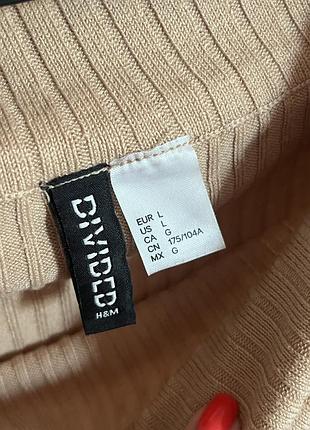 DIVIDED
H&M
EUR L
US L
CA G
CN 175/104A
MX G